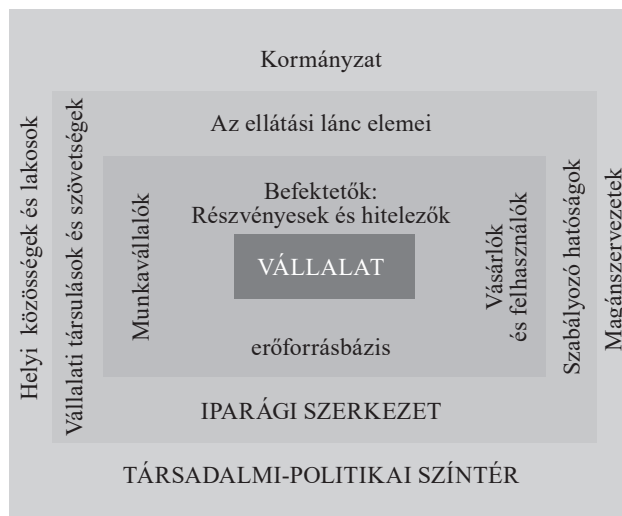 Kormányzat
Helyi közösségek és lakosok
Vállalati társulások és szövetségek
Az ellátási lánc elemei
Munkavállalók
Befektetők:
Részvényesek és hitelezők
VÁLLALAT
erőforrásbázis
Vásárlók
és felhasználók
Szabályozó hatóságok
Magánszervezetek
IPARÁGI SZERKEZET
TÁRSADALMI-POLITIKAI SZÍNTÉR